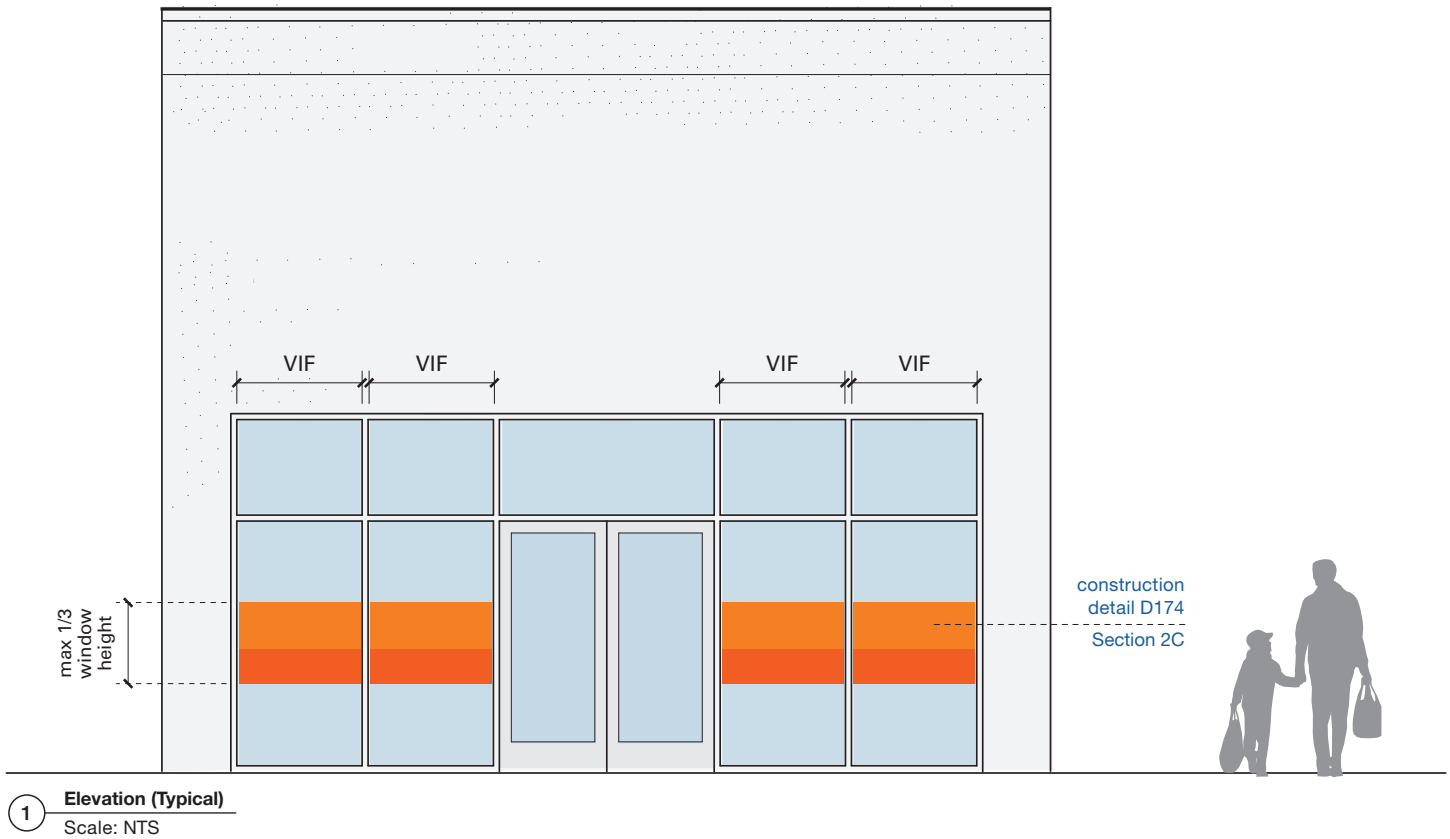 VIF
VIF
VIF
VIF
max 1/3
window
height
construction
detail D174
Section 2C
1
Elevation (Typical)
Scale: NTS